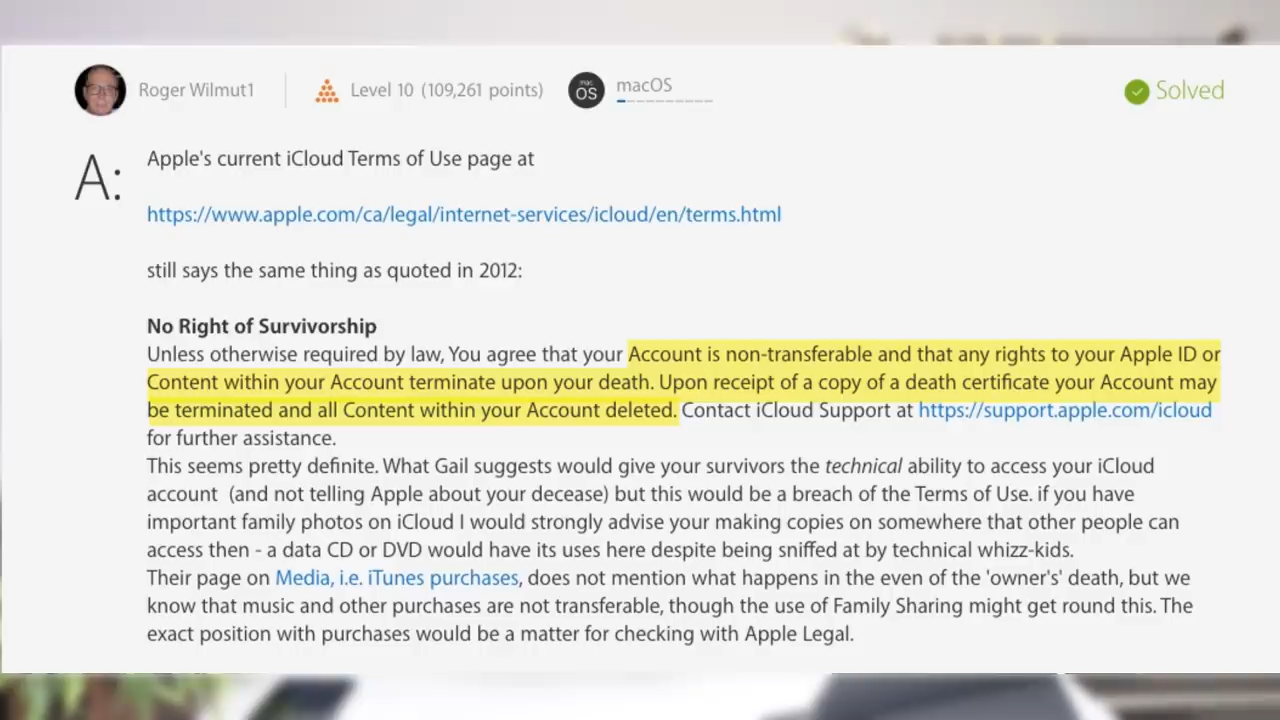 Roger Wilmut1
Level 10 (109,261 points)
mac
OS
macOS
Solved
A:
Apple's current iCloud Terms of Use page at
https://www.apple.com/ca/legal/internet-services/icloud/en/terms.html
still says the same thing as quoted in 2012:
No Right of Survivorship
Unless otherwise required by law, You agree that your Account is non-transferable and that any rights to your Apple ID or
Content within your Account terminate upon your death. Upon receipt of a copy of a death certificate your Account may
be terminated and all Content within your Account deleted. Contact iCloud Support at https://support.apple.com/icloud
for further assistance.
This seems pretty definite. What Gail suggests would give your survivors the technical ability to access your iCloud
account (and not telling Apple about your decease) but this would be a breach of the Terms of Use. if you have
important family photos on iCloud I would strongly advise your making copies on somewhere that other people can
access then - a data CD or DVD would have its uses here despite being sniffed at by technical whizz-kids.
Their page on Media, i.e. iTunes purchases, does not mention what happens in the even of the 'owner's' death, but we
know that music and other purchases are not transferable, though the use of Family Sharing might get round this. The
exact position with purchases would be a matter for checking with Apple Legal.